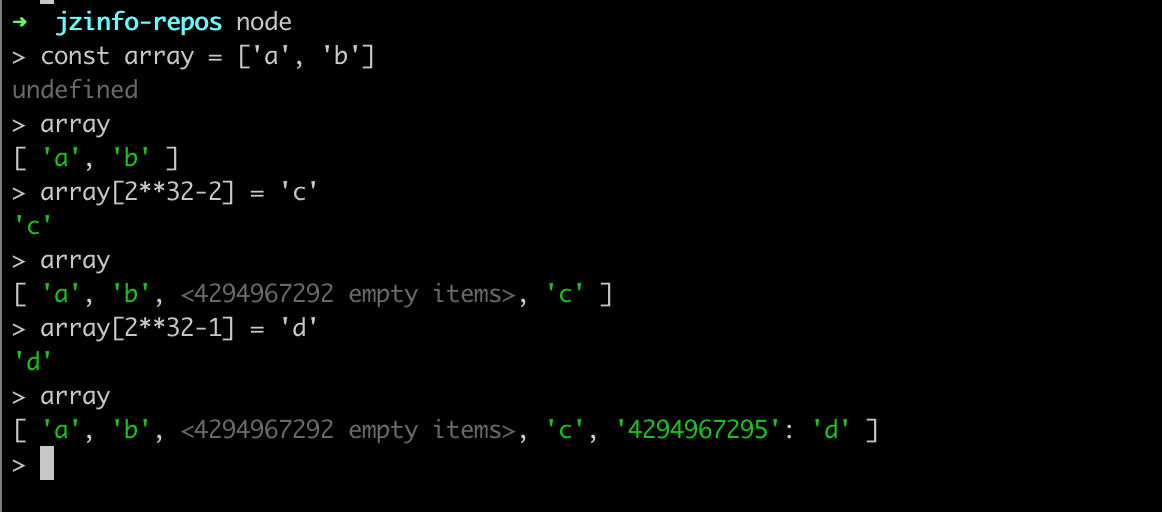 ➜  jzinfo-repos node
> const array = ['a', 'b']
undefined
> array
[ 'a', 'b' ]
> array[2**32-2] = 'c'
'c'
> array
[ 'a', 'b', <4294967292 empty items>, 'c' ]
> array[2**32-1] = 'd'
'd'
> array
[ 'a', 'b', <4294967292 empty items>, 'c', '4294967295': 'd' ]
>